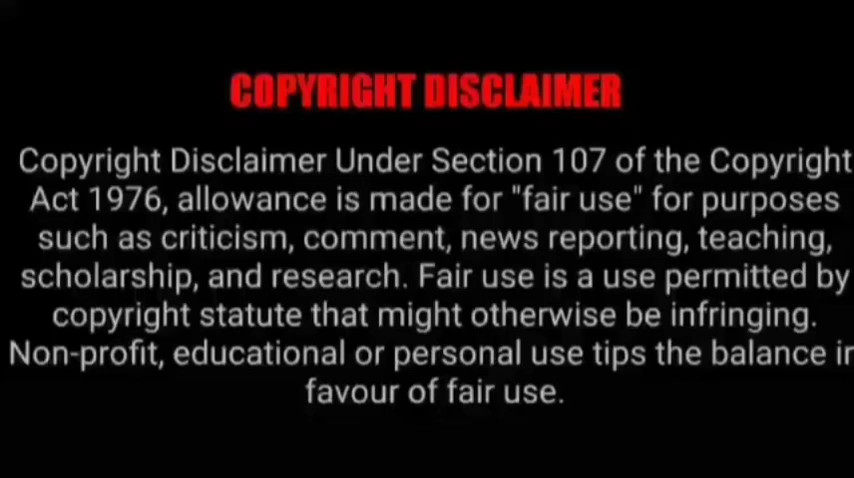 COPYRIGHT DISCLAIMER
Copyright Disclaimer Under Section 107 of the Copyright
Act 1976, allowance is made for "fair use" for purposes
such as criticism, comment, news reporting, teaching,
scholarship, and research. Fair use is a use permitted by
copyright statute that might otherwise be infringing.
Non-profit, educational or personal use tips the balance in
favour of fair use.